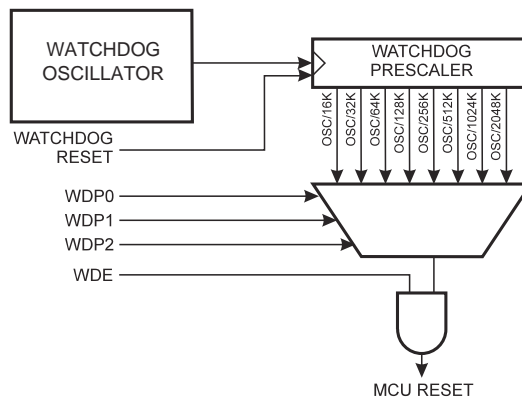 WATCHDOG
OSCILLATOR
WATCHDOG
PRESCALER
WATCHDOG
RESET
OSC/16K
OSC/32K
OSC/64K
OSC/128K
OSC/256K
OSC/512K
OSC/1024K
OSC/2048K
WDP0
WDP1
WDP2
WDE
MCU RESET